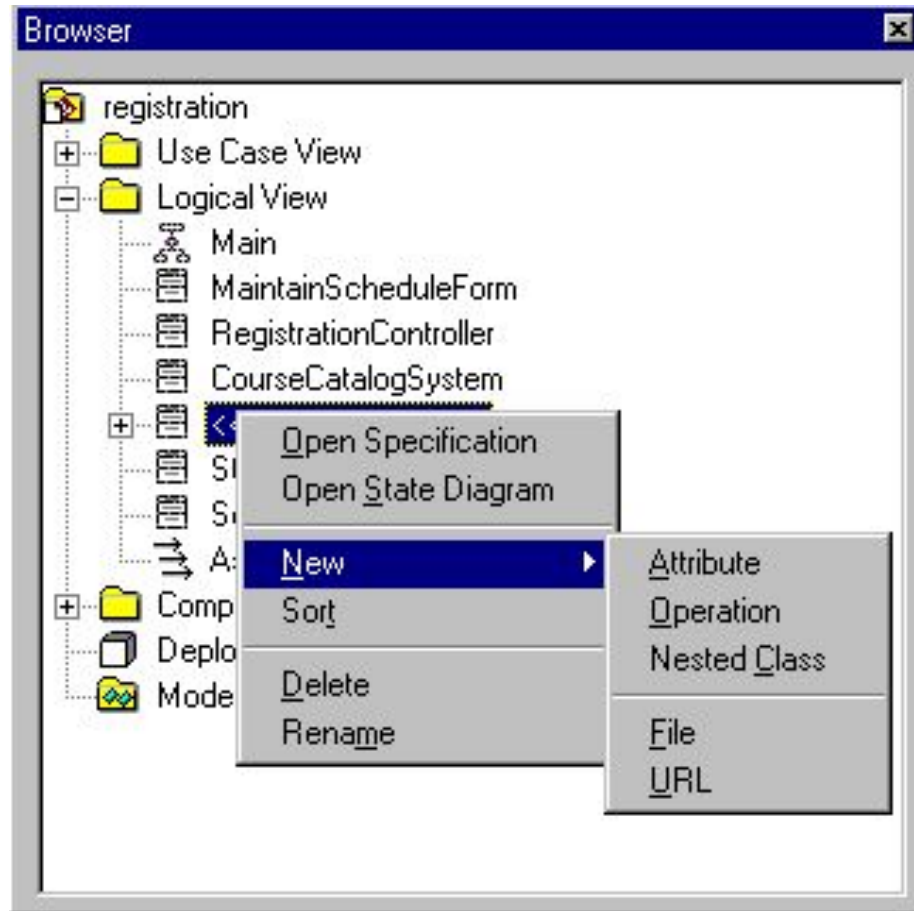 Browser
registration
Use Case View
Logical View
Main
MaintainScheduleForm
RegistrationController
CourseCatalogSystem
<<
Open Specification
Open State Diagram
New
Sort
Delete
Rename
Attribute
Operation
Nested Class
File
URL